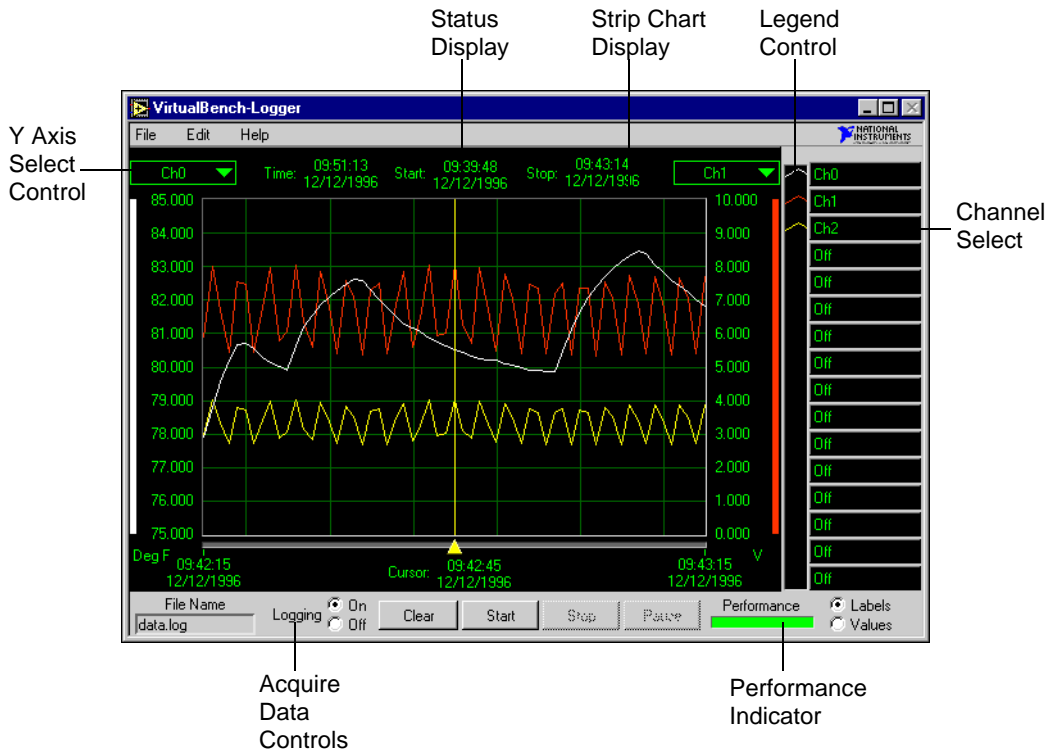 Status
Display
Strip Chart
Display
Legend
Control
VirtualBench-Logger
File Edit Help
NATIONAL
INSTRUMENTS
Y Axis
Select
Control
Ch0
Time: 09:51:13
12/12/1996
Start: 09:39:48
12/12/1996
Stop: 09:43:14
12/12/1996
Ch1
Channel
Select
85.000
84.000
83.000
82.000
81.000
80.000
79.000
78.000
77.000
76.000
75.000
10.000
9.000
8.000
7.000
6.000
5.000
4.000
3.000
2.000
1.000
0.000
Ch0
Ch1
Ch2
Off
Off
Off
Off
Off
Off
Off
Off
Off
Off
Off
Off
Off
Deg F
09:42:15
12/12/1996
Cursor: 09:42:45
12/12/1996
V
09:43:15
12/12/1996
File Name
data.log
Logging
On
Off
Clear
Start
Stop
Pause
Performance
Labels
Values
Acquire
Data
Controls
Performance
Indicator